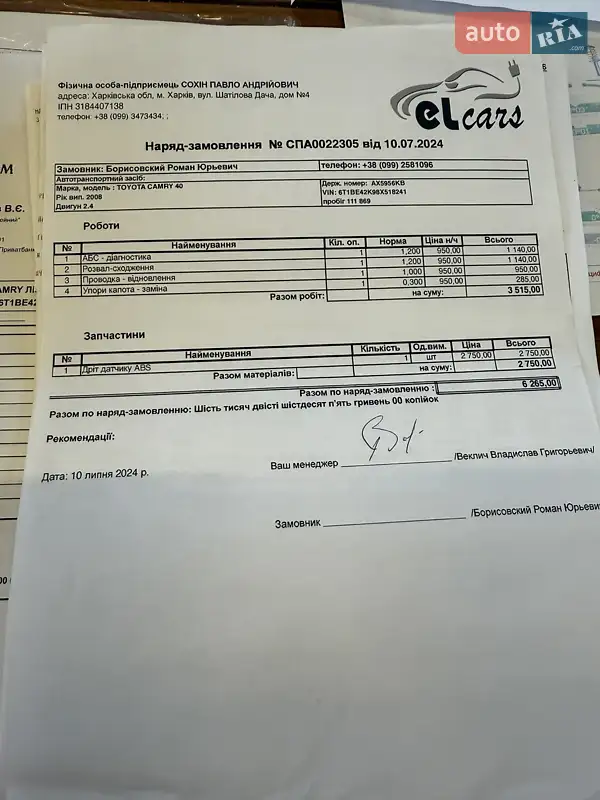 auto RIA .com
Фізична особа-підприємець СОХІН ПАВЛО АНДРІЙОВИЧ
адреса: Харківська обл, м. Харків, вул. Шатілова Дача, дом №4
ІПН 3184407138
телефон: +38 (099) 3473434; ;
eLcars
Наряд-замовлення № СПА0022305 від 10.07.2024
Замовник: Борисовский Роман Юрьевич телефон: +38 (099) 2581096
Автотранспортний засіб:
Марка, модель : TOYOTA CAMRY 40 Держ. номер: AX5956KB
Рік вип. 2008 VIN: 6T1BE42K98X518241
Двигун 2.4 пробіг 111 869
Роботи
№ Найменування Кіл. оп. Норма Ціна н/ч Всього
1 АБС - діагностика 1 1,200 950,00 1 140,00
2 Розвал-сходження 1 1,200 950,00 1 140,00
3 Проводка - відновлення 1 1,000 950,00 950,00
4 Упори капота - заміна 1 0,300 950,00 285,00
Разом робіт: на суму: 3 515,00
Запчастини
№ Найменування Кількість Од.вим. Ціна Всього
1 Дріт датчику ABS 1 шт 2 750,00 2 750,00
Разом матеріалів: на суму: 2 750,00
Разом по наряд-замовленню : 6 265,00
Разом по наряд-замовленню: Шість тисяч двісті шістдесят п'ять гривень 00 копійок
Рекомендації:
Дата: 10 липня 2024 р.
Ваш менеджер /Веклич Владислав Григорьевич/
Замовник /Борисовский Роман Юрьеви